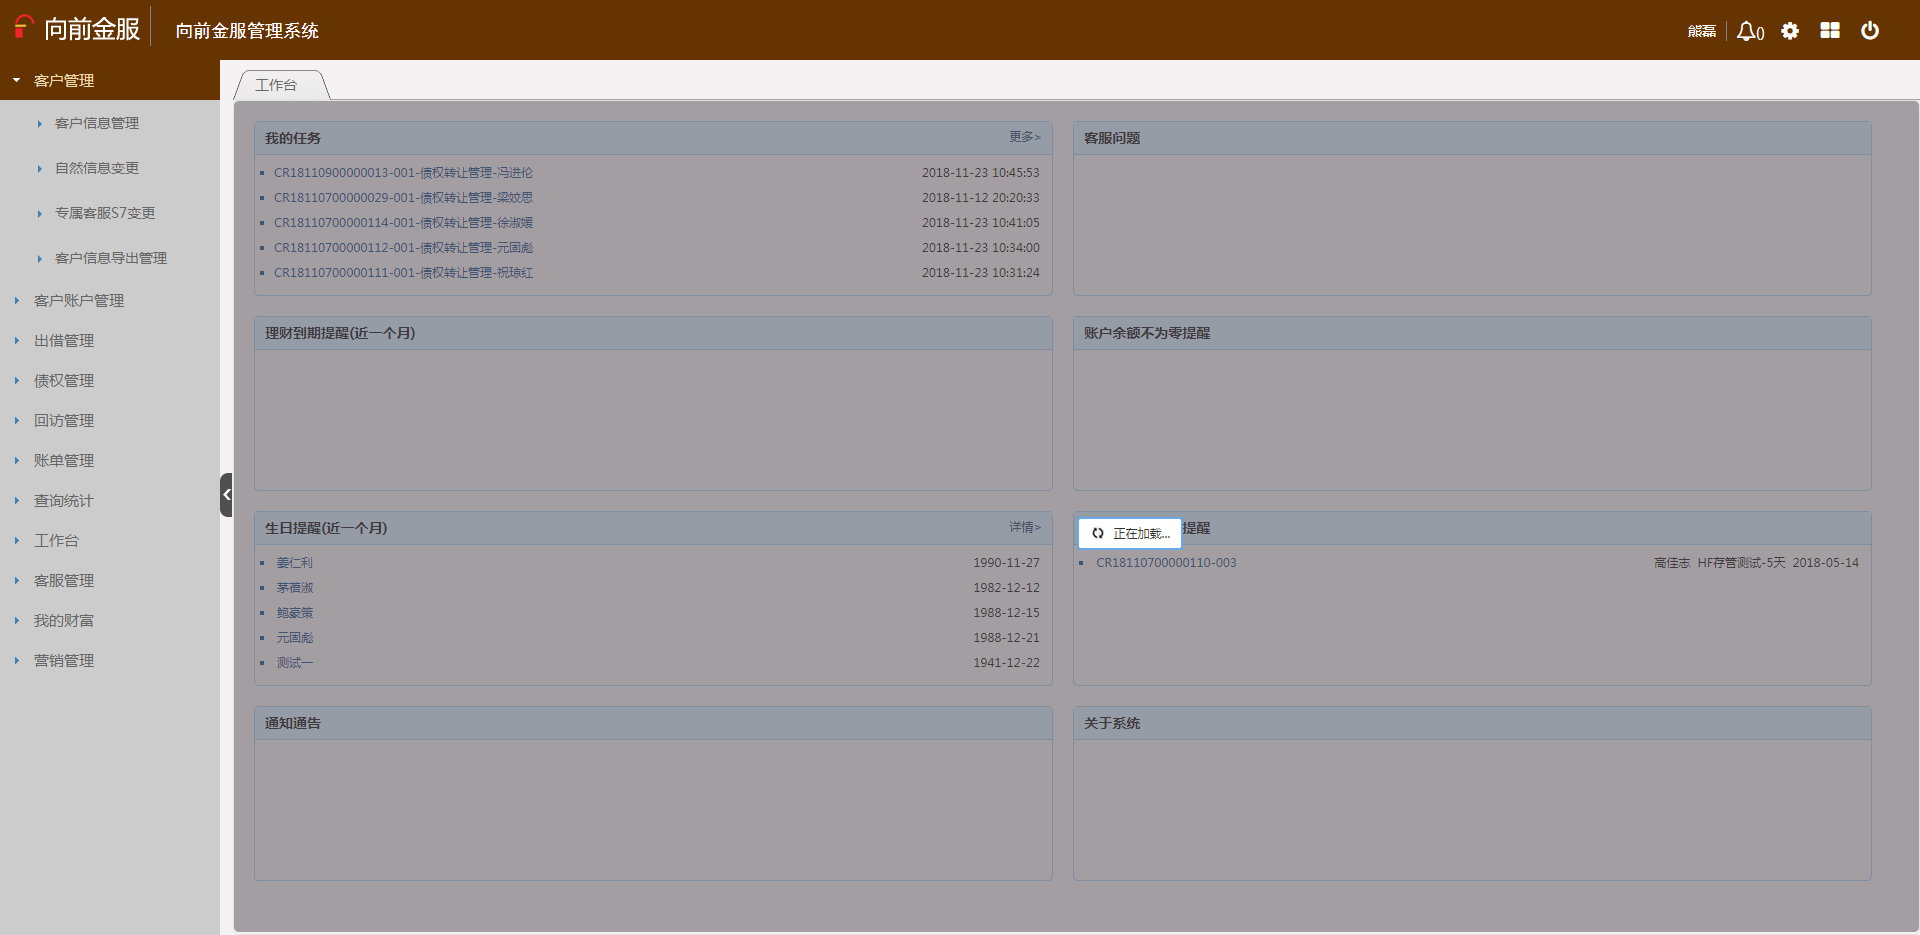 向前金服
向前金服管理系统
熊磊
0
客户管理
客户信息管理
自然信息变更
专属客服S7变更
客户信息导出管理
客户账户管理
出借管理
债权管理
回访管理
账单管理
查询统计
工作台
客服管理
我的财富
营销管理
工作台
我的任务 更多>
CR18110900000013-001-债权转让管理-冯进伦 2018-11-23 10:45:53
CR18110700000029-001-债权转让管理-梁姣思 2018-11-12 20:20:33
CR18110700000114-001-债权转让管理-徐淑媛 2018-11-23 10:41:05
CR18110700000112-001-债权转让管理-元固彪 2018-11-23 10:34:00
CR18110700000111-001-债权转让管理-祝琼红 2018-11-23 10:31:24
客服问题
理财到期提醒(近一个月)
账户余额不为零提醒
生日提醒(近一个月) 详情>
姜仁利 1990-11-27
茅蓓淑 1982-12-12
鲍豪策 1988-12-15
元固彪 1988-12-21
测试一 1941-12-22
正在加载...
提醒
CR18110700000110-003 高佳志 HF存管测试-5天 2018-05-14
通知通告
关于系统